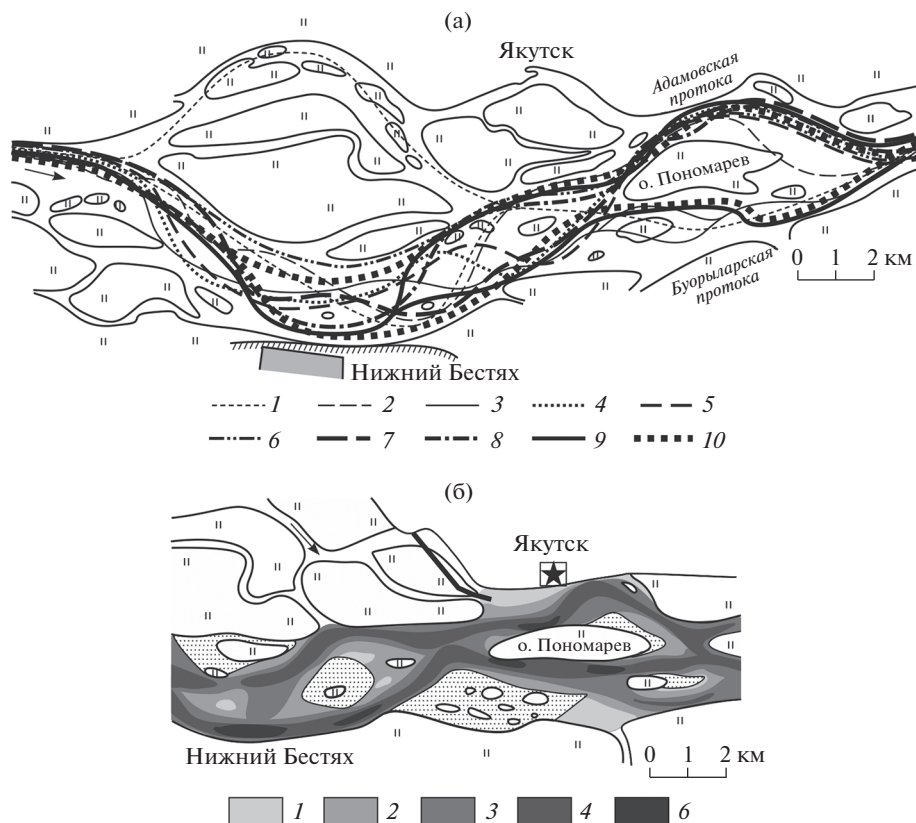 (а)
Якутск
Адамовская
протока
о. Пономарев
0 1 2 км
Буорыларская
протока
Нижний Бестях
1 2 3 4 5
6 7 8 9 10
(б)
Якутск
о. Пономарев
Нижний Бестях
0 1 2 км
1 2 3 4 6